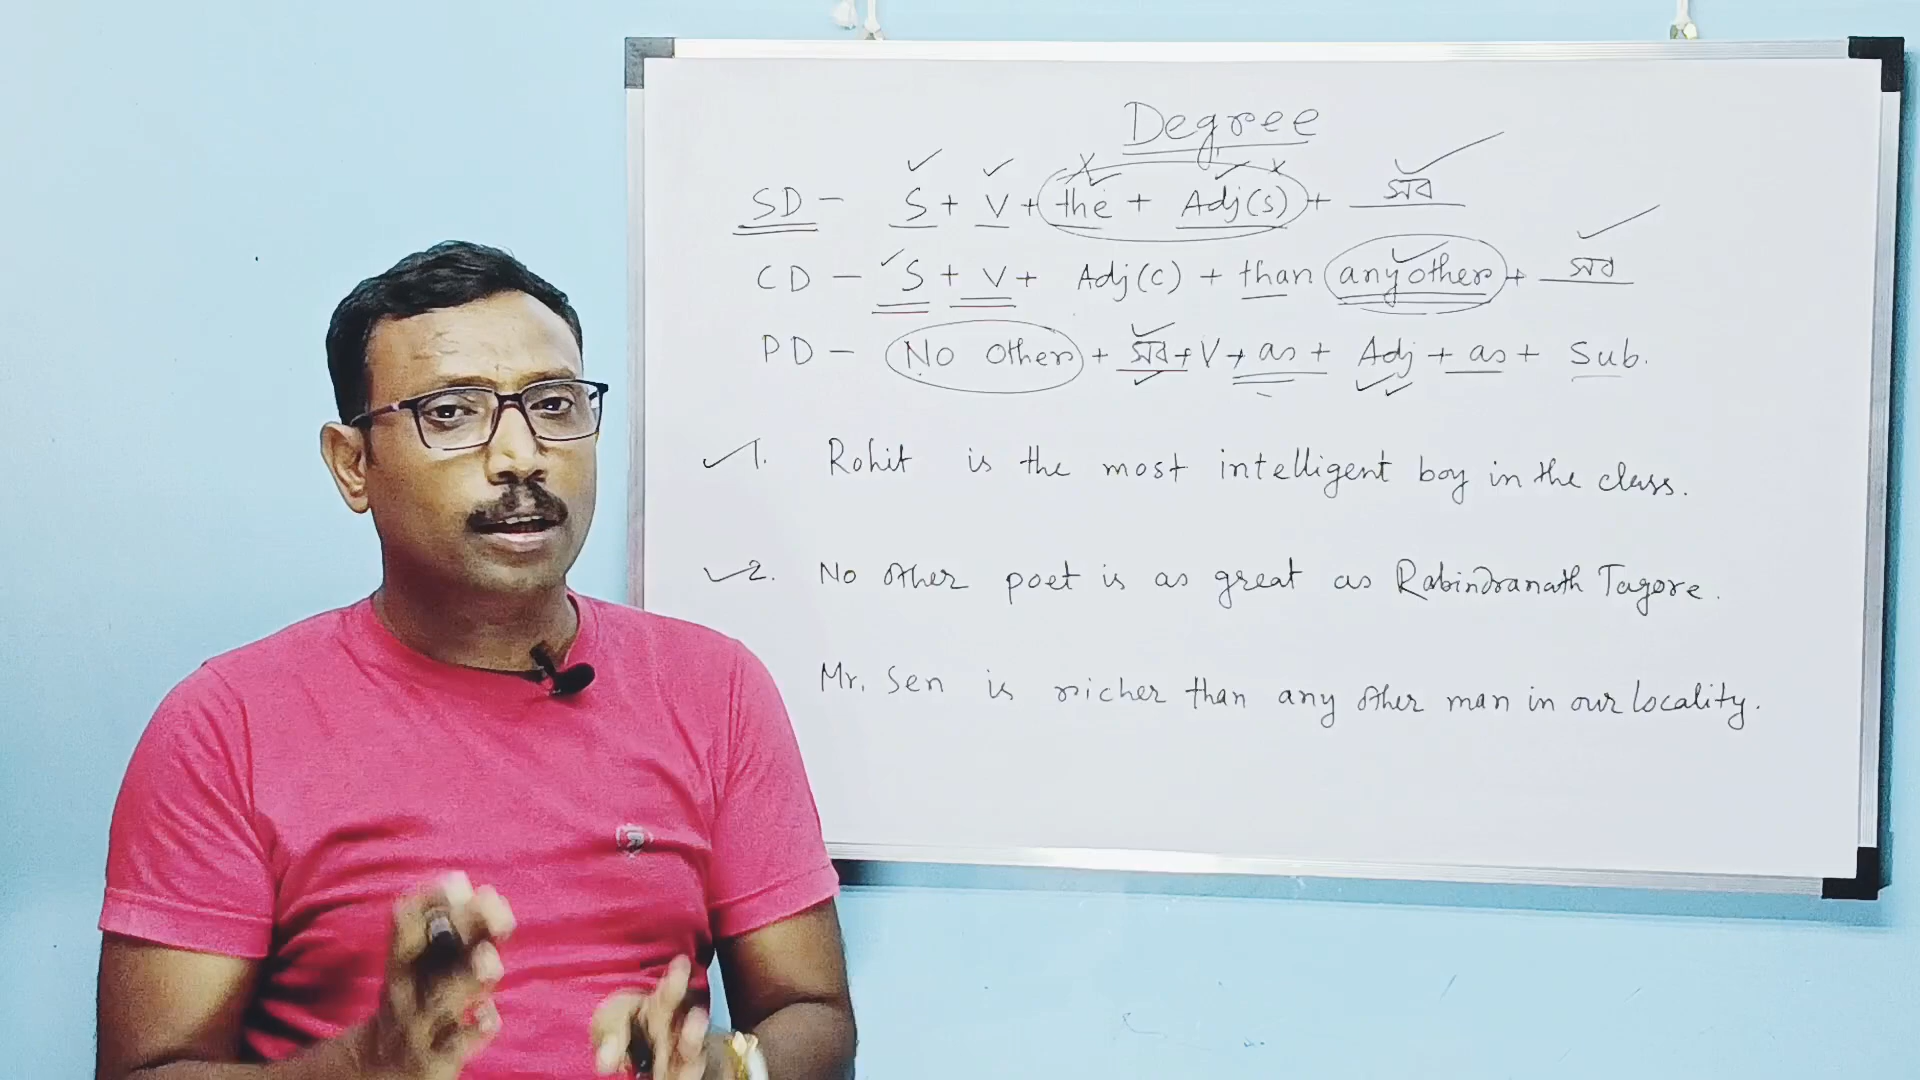 Degree
SD - S + V + the + Adj(s) + সব
CD - S + V + Adj(c) + than any other + সব
PD - No other + সব + V + as + Adj + as + Sub.
1. Rohit is the most intelligent boy in the class.
2. No other poet is as great as Rabindranath Tagore.
Mr. Sen is richer than any other man in our locality.